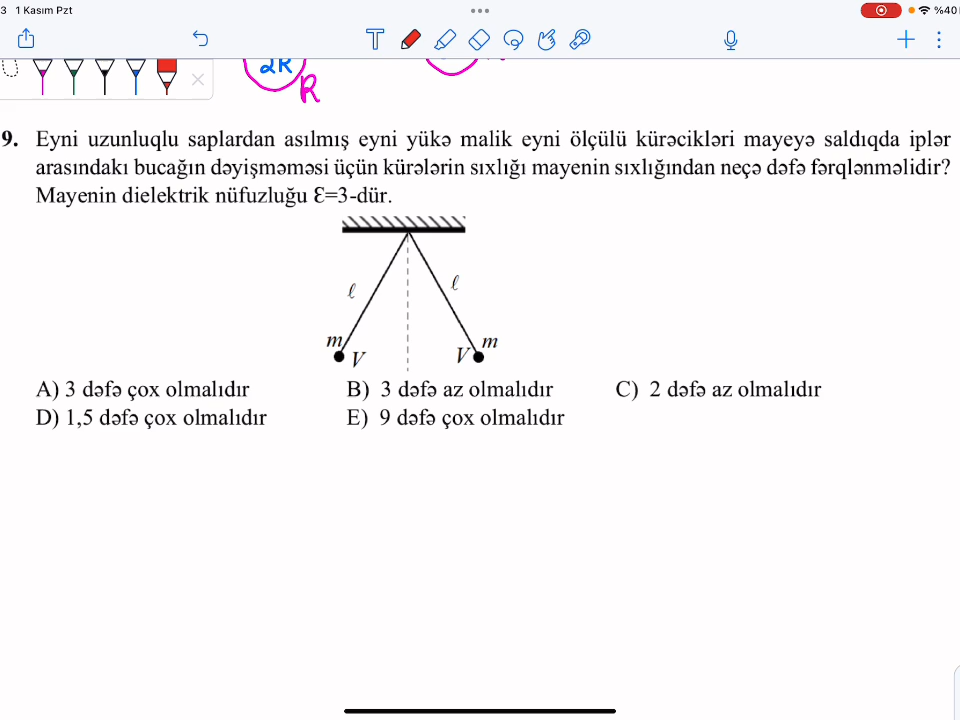 3 1 Kasım Pzt
%40
2R
R
9. Eyni uzunluqlu saplardan asılmış eyni yükə malik eyni ölçülü kürəcikləri mayeyə saldıqda iplər
arasındakı bucağın dəyişməməsi üçün kürələrin sıxlığı mayenin sıxlığından neçə dəfə fərqlənməlidir?
Mayenin dielektrik nüfuzluğu Ɛ=3-dür.
ℓ ℓ
m m
V V
A) 3 dəfə çox olmalıdır B) 3 dəfə az olmalıdır C) 2 dəfə az olmalıdır
D) 1,5 dəfə çox olmalıdır E) 9 dəfə çox olmalıdır